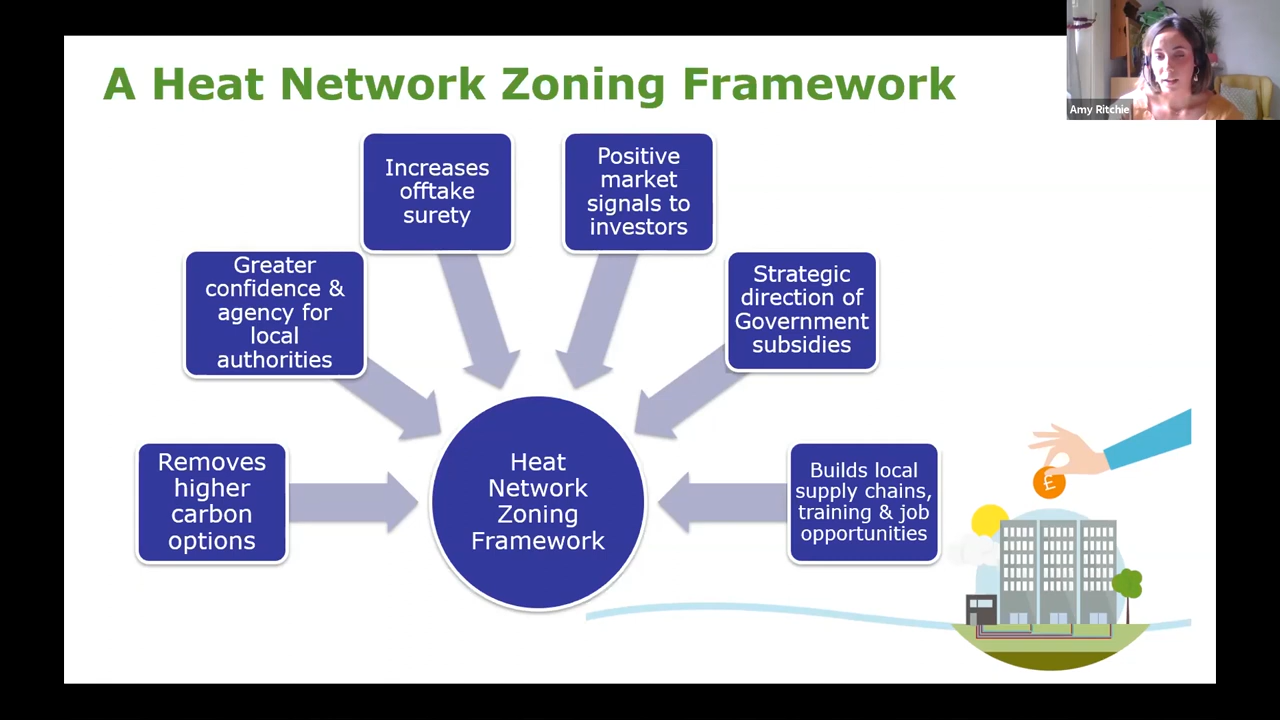 A Heat Network Zoning Framework
Amy Ritchie
Increases
offtake
surety
Positive
market
signals to
investors
Greater
confidence &
agency for
local
authorities
Strategic
direction of
Government
subsidies
Removes
higher
carbon
options
Heat
Network
Zoning
Framework
Builds local
supply chains,
training & job
opportunities
£